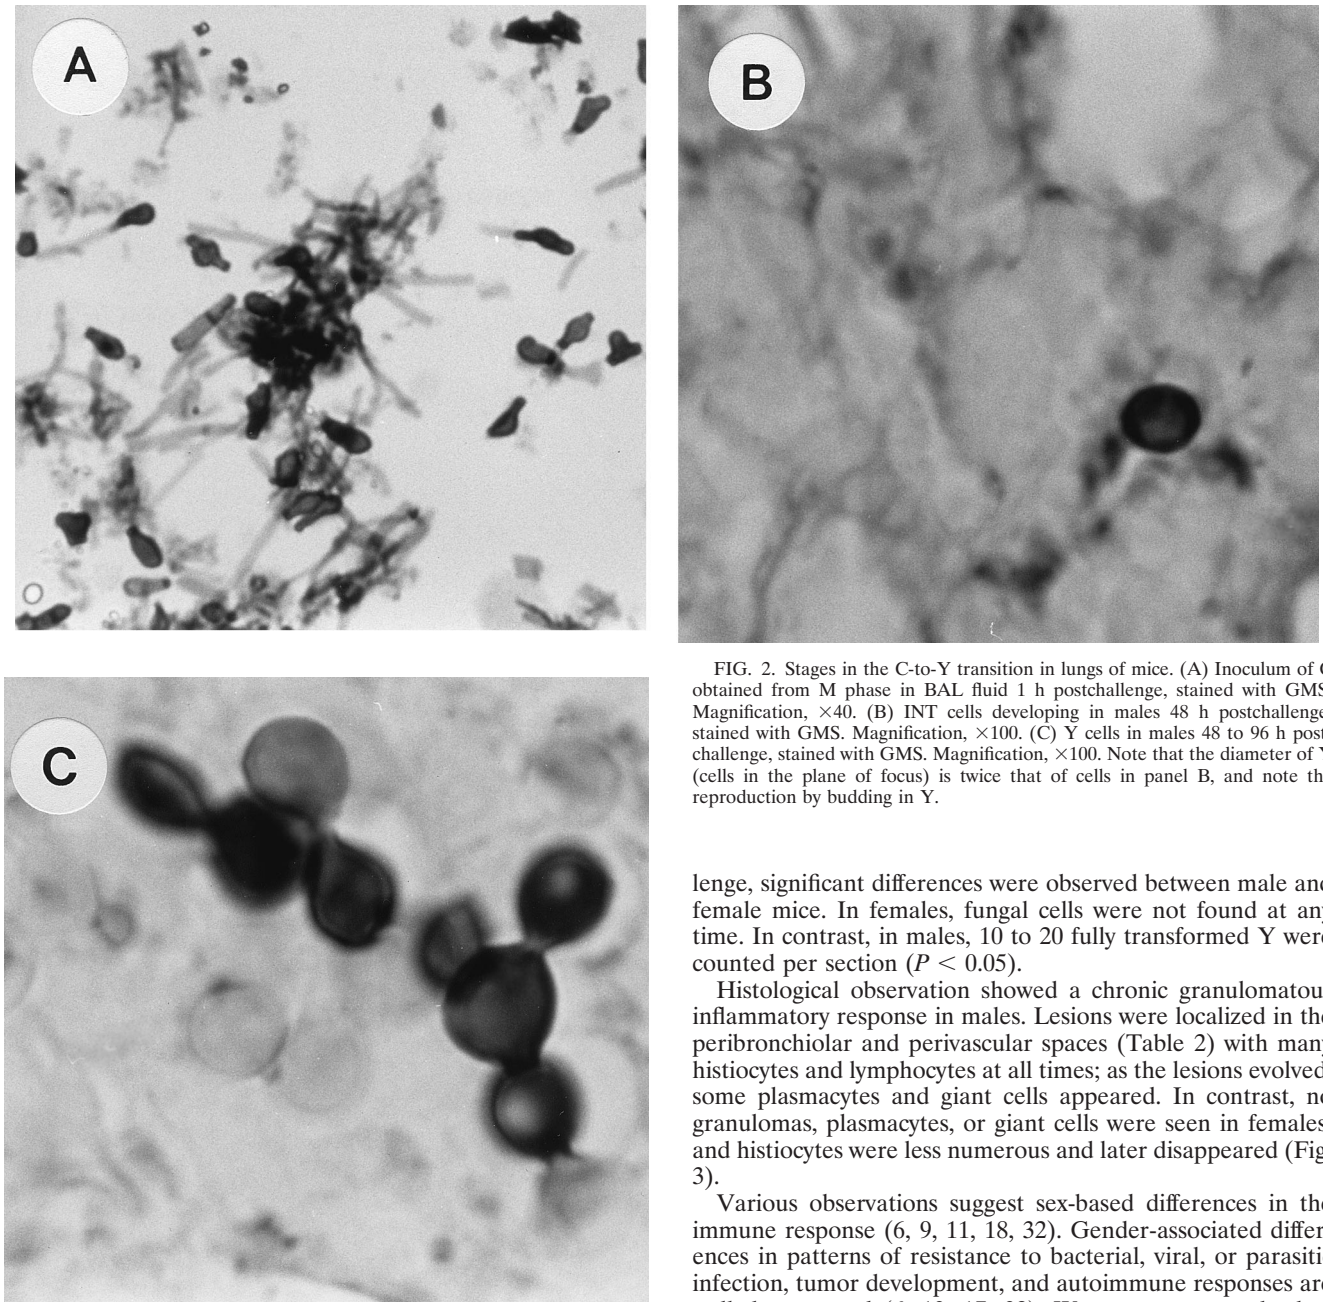 A
B
C
FIG. 2. Stages in the C-to-Y transition in lungs of mice. (A) Inoculum of
obtained from M phase in BAL fluid 1 h postchallenge, stained with GMS
Magnification, ×40. (B) INT cells developing in males 48 h postchallenge
stained with GMS. Magnification, ×100. (C) Y cells in males 48 to 96 h post
challenge, stained with GMS. Magnification, ×100. Note that the diameter of
(cells in the plane of focus) is twice that of cells in panel B, and note th
reproduction by budding in Y.
lenge, significant differences were observed between male and
female mice. In females, fungal cells were not found at any
time. In contrast, in males, 10 to 20 fully transformed Y were
counted per section (P < 0.05).
Histological observation showed a chronic granulomatou
inflammatory response in males. Lesions were localized in the
peribronchiolar and perivascular spaces (Table 2) with many
histiocytes and lymphocytes at all times; as the lesions evolved
some plasmacytes and giant cells appeared. In contrast, no
granulomas, plasmacytes, or giant cells were seen in females
and histiocytes were less numerous and later disappeared (Fig
3).
Various observations suggest sex-based differences in the
immune response (6, 9, 11, 18, 32). Gender-associated differ
ences in patterns of resistance to bacterial, viral, or parasiti
infection, tumor development, and autoimmune responses are